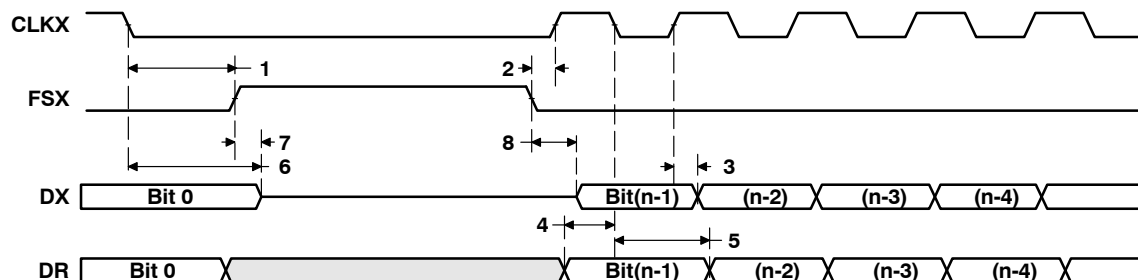 CLKX
1
2
FSX
7
8
6
3
DX
Bit 0
Bit(n-1)
(n-2)
(n-3)
(n-4)
4
5
DR
Bit 0
Bit(n-1)
(n-2)
(n-3)
(n-4)